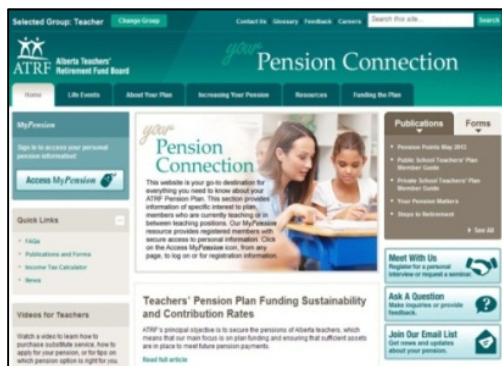 Selected Group: Teacher
Change Group
Contact Us Glossary Feedback Careers
Search this site...
Search
ATRF
Alberta Teachers'
Retirement Fund Board
your
Pension Connection
Home
Life Events
About Your Plan
Increasing Your Pension
Resources
Funding the Plan
MyPension
Sign in to access your personal
pension information!
Access MyPension
Quick Links
FAQs
Publications and Forms
Income Tax Calculator
News
Videos for Teachers
Watch a video to learn how to
purchase substitute service, how to
apply for your pension, or for tips on
which pension option is right for you.
your
Pension
Connection
This website is your go-to destination for
everything you need to know about your
ATRF Pension Plan. This section provides
information of specific interest to plan
members who are currently teaching or in
between teaching positions. Our MyPension
resource provides registered members with
secure access to personal information. Click
on the Access MyPension icon, from any
page, to log on or for registration information.
Teachers' Pension Plan Funding Sustainability
and Contribution Rates
ATRF's principal objective is to secure the pensions of Alberta teachers, which
means that our main focus is on plan funding and ensuring that sufficient assets
are in place to meet future pension payments.
Read full article
Publications
Forms
Pension Points May 2012
Public School Teachers' Plan
Member Guide
Private School Teachers' Plan
Member Guide
Your Pension Matters
Steps to Retirement
See All
Meet With Us
Register for a personal
interview or request a seminar.
Ask A Question
Make inquiries or provide
feedback.
?
Join Our Email List
Get news and updates
about your pension.